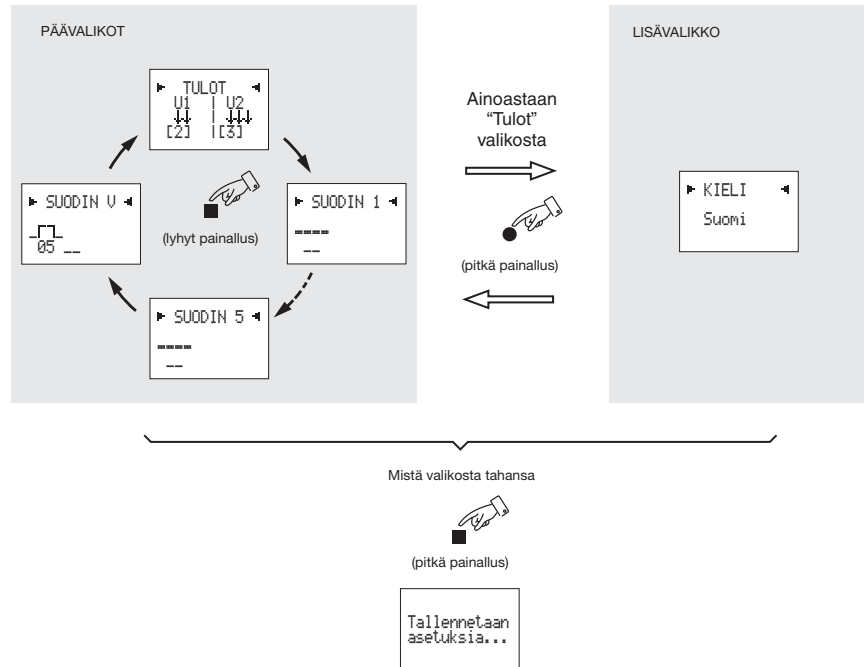 PÄÄVALIKOT
TULOT
U1 | U2
[2] |[3]
SUODIN V
05 __
(lyhyt painallus)
SUODIN 1
----
--
SUODIN 5
----
--
Ainoastaan
“Tulot”
valikosta
(pitkä painallus)
LISÄVALIKKO
KIELI
Suomi
Mistä valikosta tahansa
(pitkä painallus)
Tallennetaan
asetuksia...